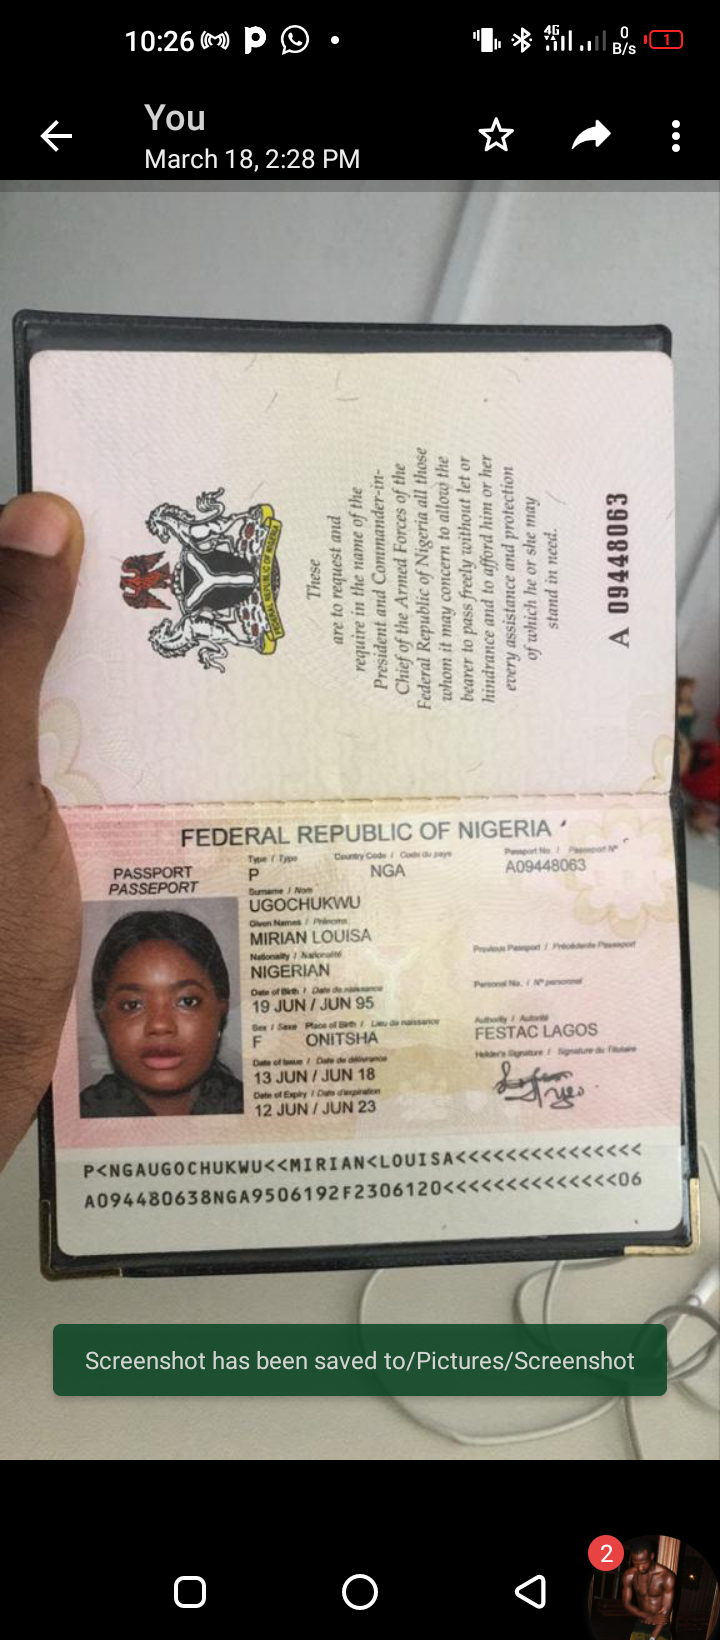 10:26
4G
0
B/s
1
You
March 18, 2:28 PM
FEDERAL REPUBLIC OF NIGERIA
These
are to request and
require in the name of the
President and Commander-in-
Chief of the Armed Forces of the
Federal Republic of Nigeria all those
whom it may concern to allow the
bearer to pass freely without let or
hindrance and to afford him or her
every assistance and protection
of which he or she may
stand in need.
A 09448063
FEDERAL REPUBLIC OF NIGERIA
PASSPORT
PASSEPORT
Type / Type
P
Country Code / Code du pays
NGA
Passport No. / Passeport N°
A09448063
Surname / Nom
UGOCHUKWU
Given Names / Prénoms
MIRIAN LOUISA
Nationality / Nationalité
NIGERIAN
Previous Passport / Précédente Passeport
Date of Birth / Date de naissance
19 JUN / JUN 95
Personal No. / N° personnel
Sex / Sexe
F
Place of Birth / Lieu de naissance
ONITSHA
Authority / Autorité
FESTAC LAGOS
Date of Issue / Date de délivrance
13 JUN / JUN 18
Holder's Signature / Signature du Titulaire
Date of Expiry / Date d'expiration
12 JUN / JUN 23
P<NGAUGOCHUKWU<<MIRIAN<LOUISA<<<<<<<<<<<<<<<
A094480638NGA9506192F2306120<<<<<<<<<<<<<<06
Screenshot has been saved to/Pictures/Screenshot
2